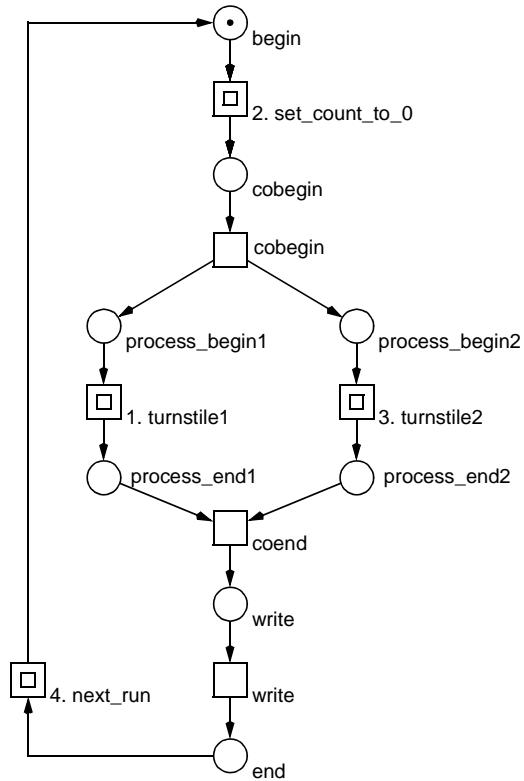 begin
2. set_count_to_0
cobegin
cobegin
process_begin1
process_begin2
1. turnstile1
3. turnstile2
process_end1
process_end2
coend
write
write
4. next_run
end